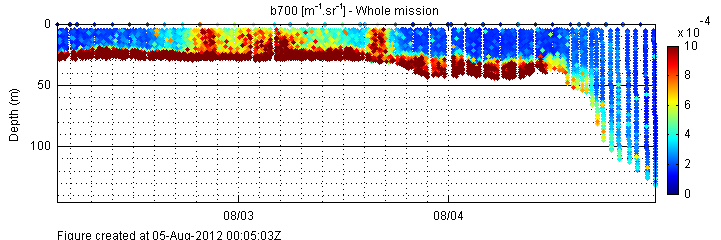 b700 [m⁻¹.sr⁻¹] - Whole mission
x 10⁻⁴
0
50
100
Depth (m)
08/03
08/04
10
8
6
4
2
0
Figure created at 05-Aug-2012 00:05:03Z